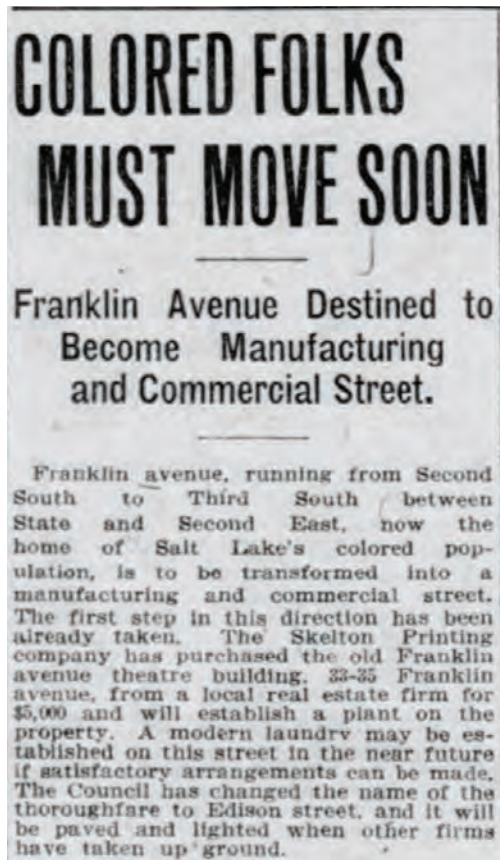 COLORED FOLKS
MUST MOVE SOON
Franklin Avenue Destined to
Become Manufacturing
and Commercial Street.
Franklin avenue, running from Second
South to Third South between
State and Second East, now the
home of Salt Lake's colored pop-
ulation, is to be transformed into a
manufacturing and commercial street.
The first step in this direction has been
already taken. The Skelton Printing
company has purchased the old Franklin
avenue theatre building, 33-35 Franklin
avenue, from a local real estate firm for
$5,000 and will establish a plant on the
property. A modern laundry may be es-
tablished on this street in the near future
if satisfactory arrangements can be made.
The Council has changed the name of the
thoroughfare to Edison street, and it will
be paved and lighted when other firms
have taken up ground.